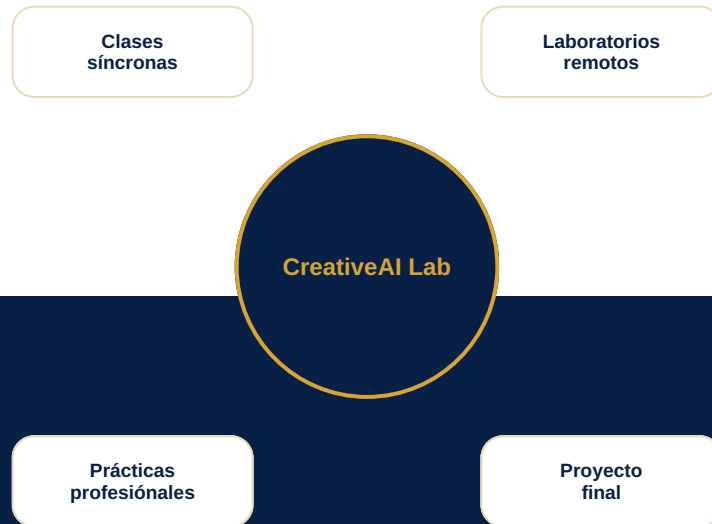 Clases
síncronas
Laboratorios
remotos
CreativeAI Lab
Prácticas
profesiónales
Proyecto
final